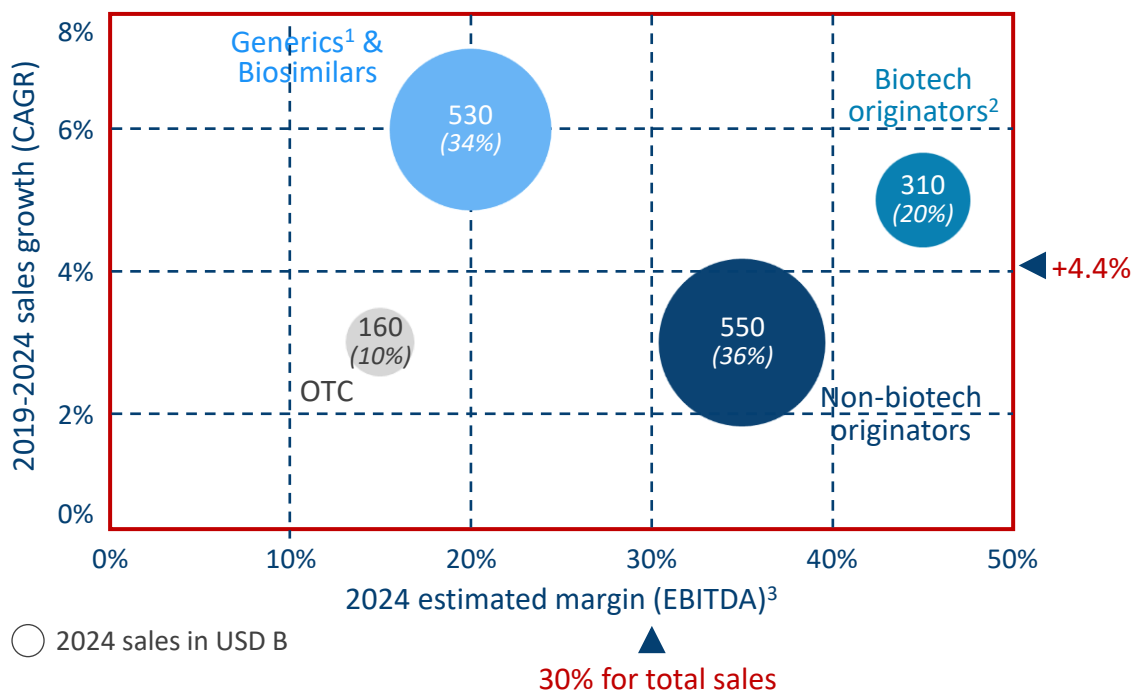 2019-2024 sales growth (CAGR)
8%
6%
4%
2%
0%
Generics¹ &
Biosimilars
530
(34%)
Biotech
originators²
310
(20%)
+4.4%
160
(10%)
OTC
550
(36%)
Non-biotech
originators
0%
10%
20%
30%
40%
50%
2024 estimated margin (EBITDA)³
2024 sales in USD B
30% for total sales